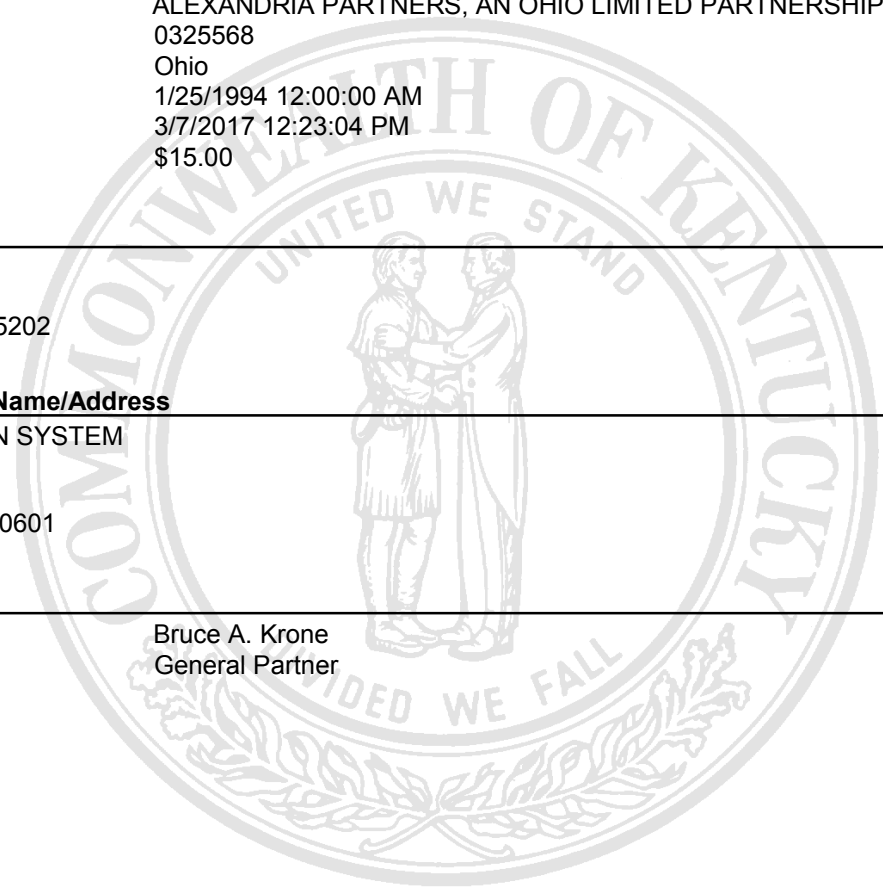 ALEXANDRIA PARTNERS, AN OHIO LIMITED PARTNERSHIP
0325568
Ohio
1/25/1994 12:00:00 AM
3/7/2017 12:23:04 PM
$15.00
COMMONWEALTH OF KENTUCKY
UNITED WE STAND
5202
Name/Address
N SYSTEM
0601
Bruce A. Krone
General Partner
DIVIDED WE FALL